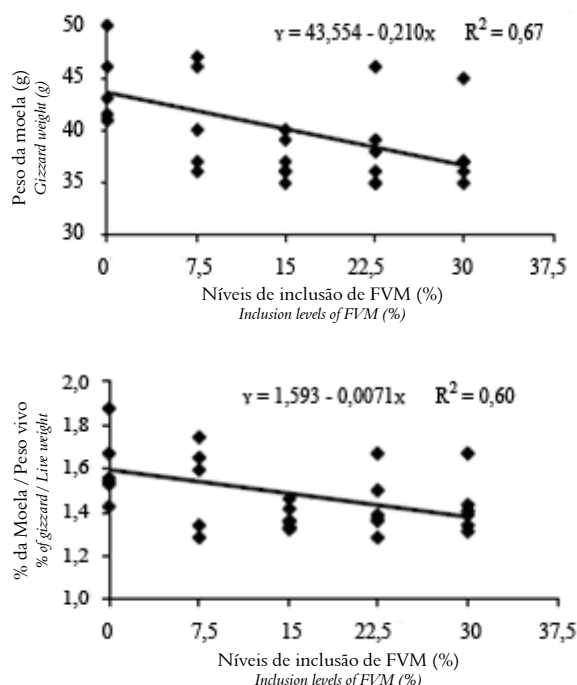 γ = 43,554 - 0,210x R² = 0,67
Peso da moela (g)
Gizzard weight (g)
50
45
40
35
30
0 7,5 15 22,5 30 37,5
Níveis de inclusão de FVM (%)
Inclusion levels of FVM (%)
γ = 1,593 - 0,0071x R² = 0,60
% da Moela / Peso vivo
% of gizzard / Live weight
2,0
1,8
1,6
1,4
1,2
1,0
0 7,5 15 22,5 30 37,5
Níveis de inclusão de FVM (%)
Inclusion levels of FVM (%)